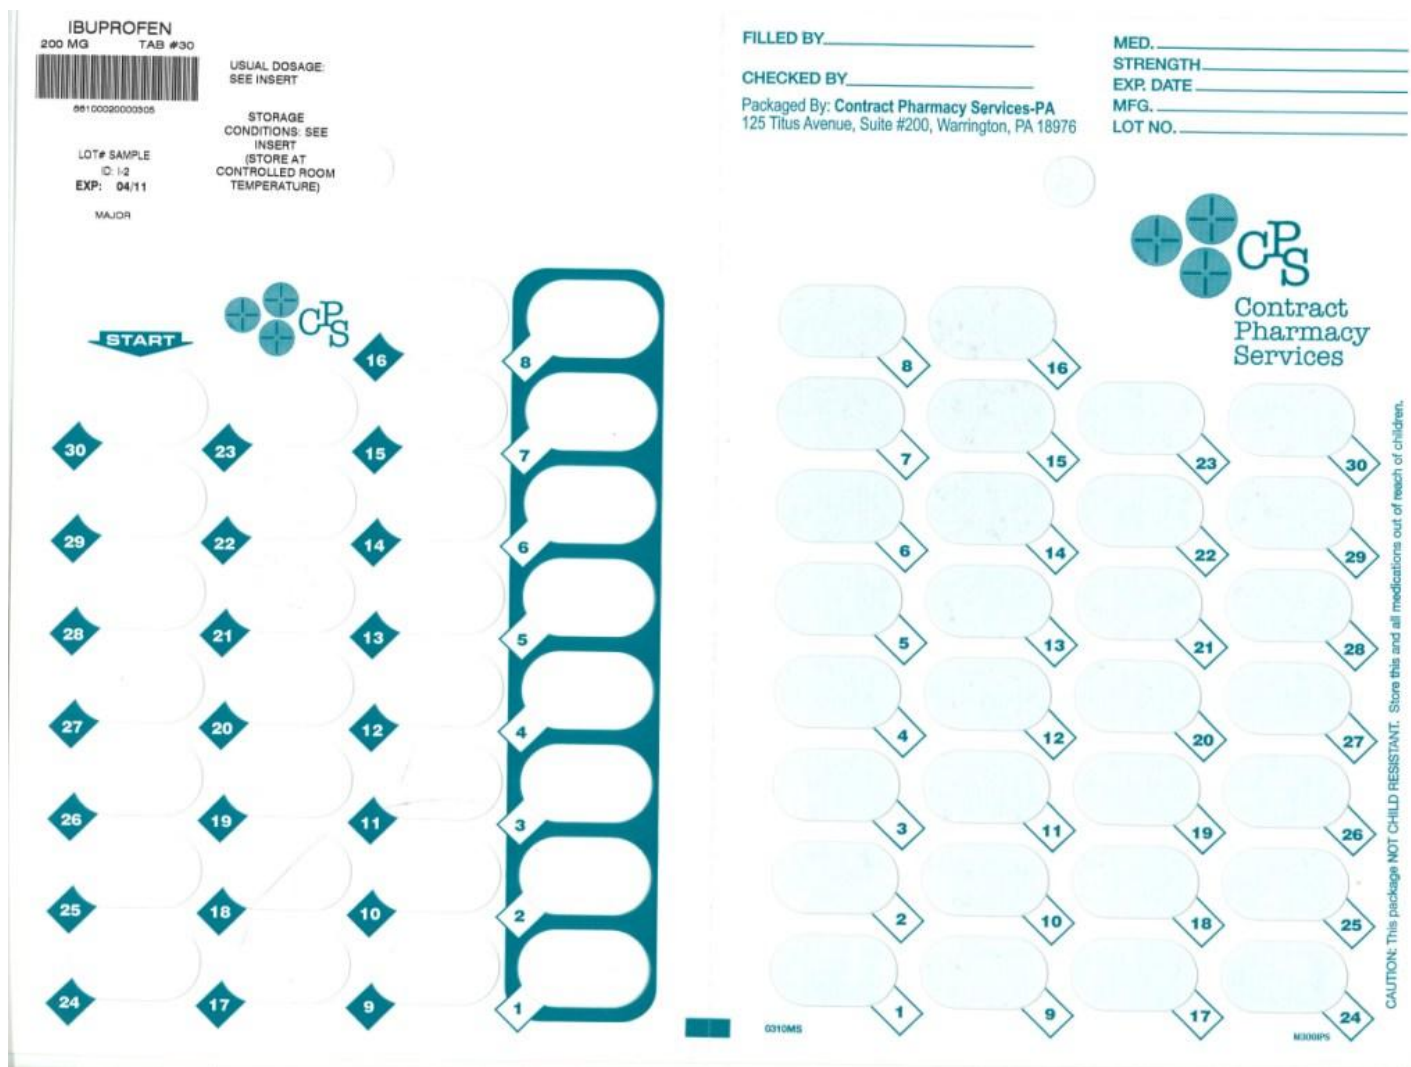 IBUPROFEN
200 MG TAB #30
66100020000305
LOT# SAMPLE
ID: I-2
EXP: 04/11
MAJOR
USUAL DOSAGE:
SEE INSERT
STORAGE
CONDITIONS: SEE
INSERT
(STORE AT
CONTROLLED ROOM
TEMPERATURE)
FILLED BY
CHECKED BY
Packaged By: Contract Pharmacy Services-PA
125 Titus Avenue, Suite #200, Warrington, PA 18976
MED.
STRENGTH
EXP. DATE
MFG.
LOT NO.
START
CPS
16 8
30 23 15 7
29 22 14 6
28 21 13 5
27 20 12 4
26 19 11 3
25 18 10 2
24 17 9 1
CPS
Contract
Pharmacy
Services
8 16
7 15 23 30
6 14 22 29
5 13 21 28
4 12 20 27
3 11 19 26
2 10 18 25
1 9 17 24
0310MS
M300IPS
CAUTION: This package NOT CHILD RESISTANT. Store this and all medications out of reach of children.